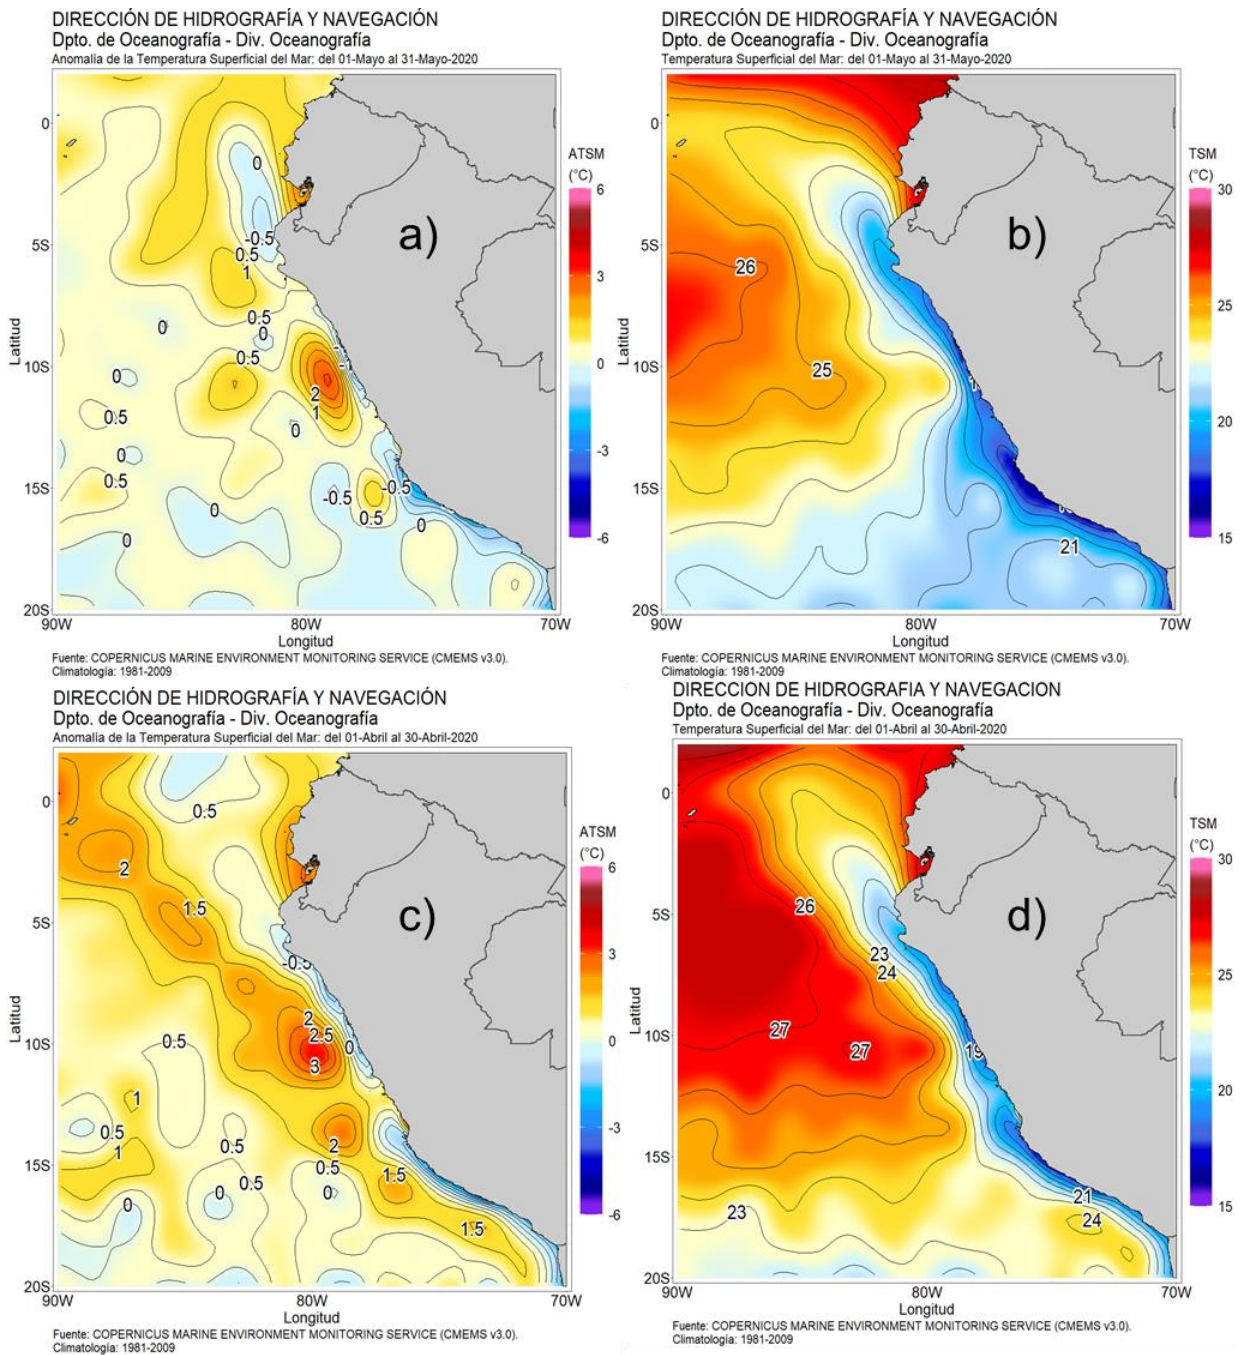 DIRECCIÓN DE HIDROGRAFÍA Y NAVEGACIÓN
Dpto. de Oceanografía - Div. Oceanografía
Anomalía de la Temperatura Superficial del Mar: del 01-Mayo al 31-Mayo-2020
a)
0
-0.5
0.5
1
0.5
0
0
0.5
-1
2
1
0
0
0.5
0
0.5
-0.5
-0.5
0.5
0
0
0
0
5S
10S
15S
20S
90W
80W
70W
Latitud
Longitud
ATSM
(°C)
6
3
0
-3
-6
Fuente: COPERNICUS MARINE ENVIRONMENT MONITORING SERVICE (CMEMS v3.0).
Climatología: 1981-2009
DIRECCIÓN DE HIDROGRAFÍA Y NAVEGACIÓN
Dpto. de Oceanografía - Div. Oceanografía
Temperatura Superficial del Mar: del 01-Mayo al 31-Mayo-2020
b)
26
25
21
0
5S
10S
15S
20S
90W
80W
70W
Latitud
Longitud
TSM
(°C)
30
25
20
15
Fuente: COPERNICUS MARINE ENVIRONMENT MONITORING SERVICE (CMEMS v3.0).
Climatología: 1981-2009
DIRECCIÓN DE HIDROGRAFÍA Y NAVEGACIÓN
Dpto. de Oceanografía - Div. Oceanografía
Anomalía de la Temperatura Superficial del Mar: del 01-Abril al 30-Abril-2020
c)
0.5
2
1.5
-0.5
2
2.5
0
3
0.5
1
0.5
1
2
0.5
0.5
0.5
1.5
0
0
0
1.5
0
5S
10S
15S
20S
90W
80W
70W
Latitud
Longitud
ATSM
(°C)
6
3
0
-3
-6
Fuente: COPERNICUS MARINE ENVIRONMENT MONITORING SERVICE (CMEMS v3.0).
Climatología: 1981-2009
DIRECCION DE HIDROGRAFIA Y NAVEGACION
Dpto. de Oceanografía - Div. Oceanografía
Temperatura Superficial del Mar: del 01-Abril al 30-Abril-2020
d)
26
23
24
27
27
19
21
23
24
0
5S
10S
15S
20S
90W
80W
70W
Latitud
Longitud
TSM
(°C)
30
25
20
15
Fuente: COPERNICUS MARINE ENVIRONMENT MONITORING SERVICE (CMEMS v3.0).
Climatología: 1981-2009